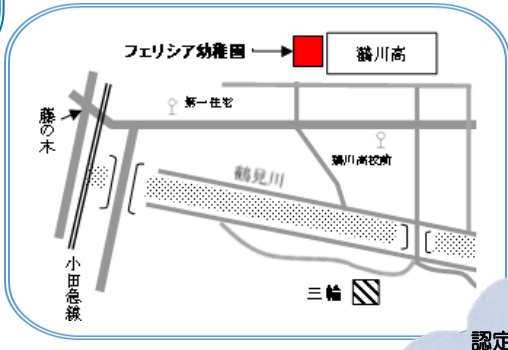 フェリシア幼稚園
鶴川高
藤の木
第一住宅
鶴川高校前
鶴見川
小田急線
三輪
認定